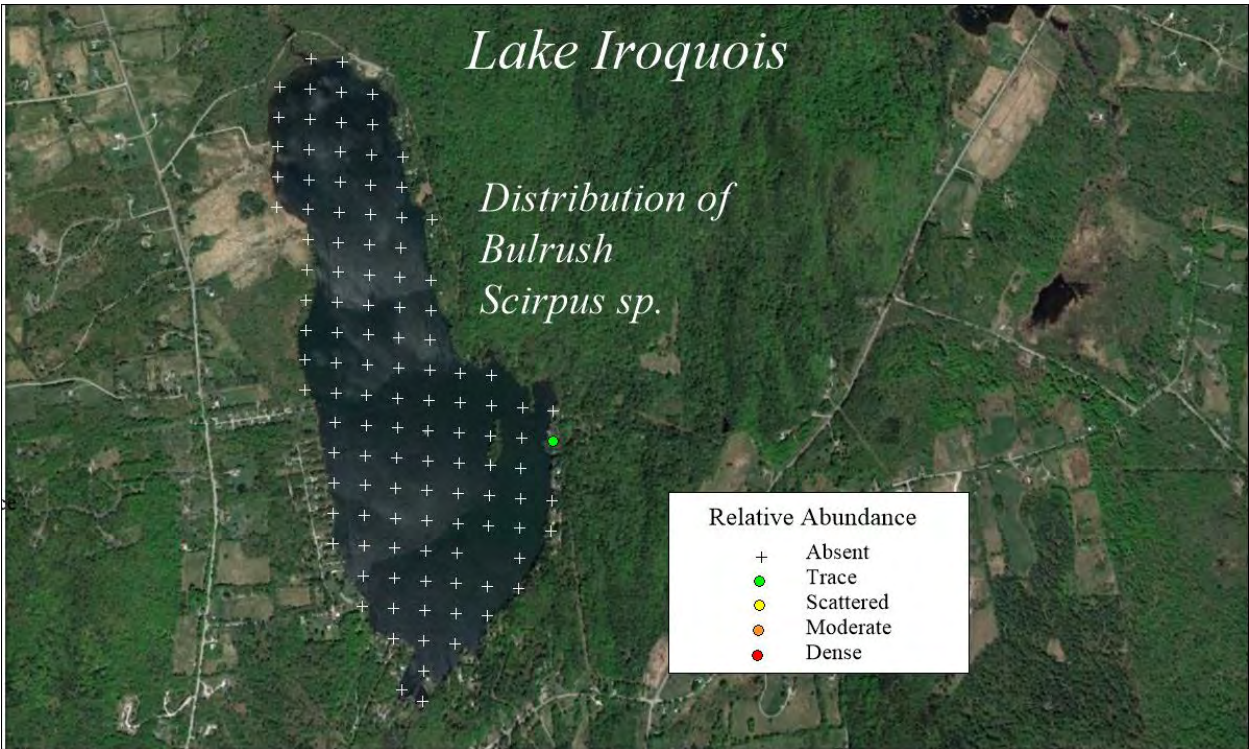 Lake Iroquois
Distribution of
Bulrush
Scirpus sp.
Relative Abundance
Absent
Trace
Scattered
Moderate
Dense